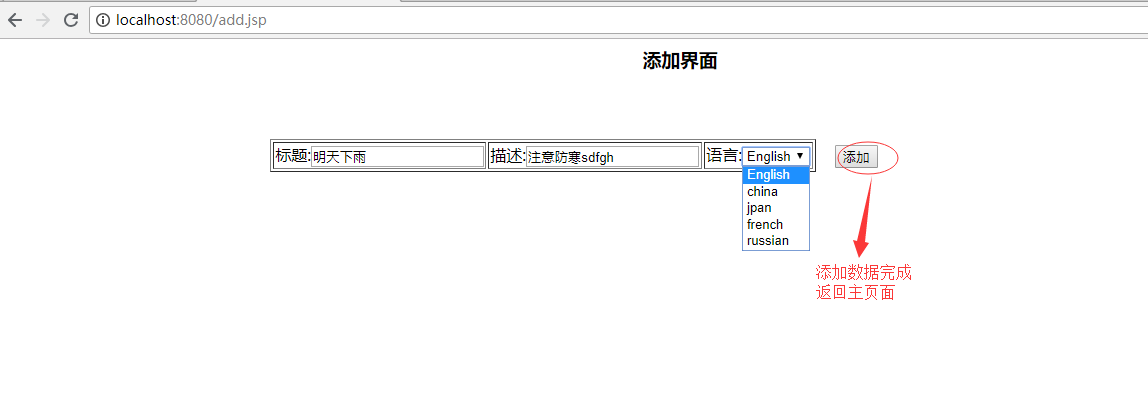 localhost:8080/add.jsp
添加界面
标题:明天下雨 描述:注意防寒sdfgh 语言:English 添加
English
china
jpan
french
russian
添加数据完成
返回主页面